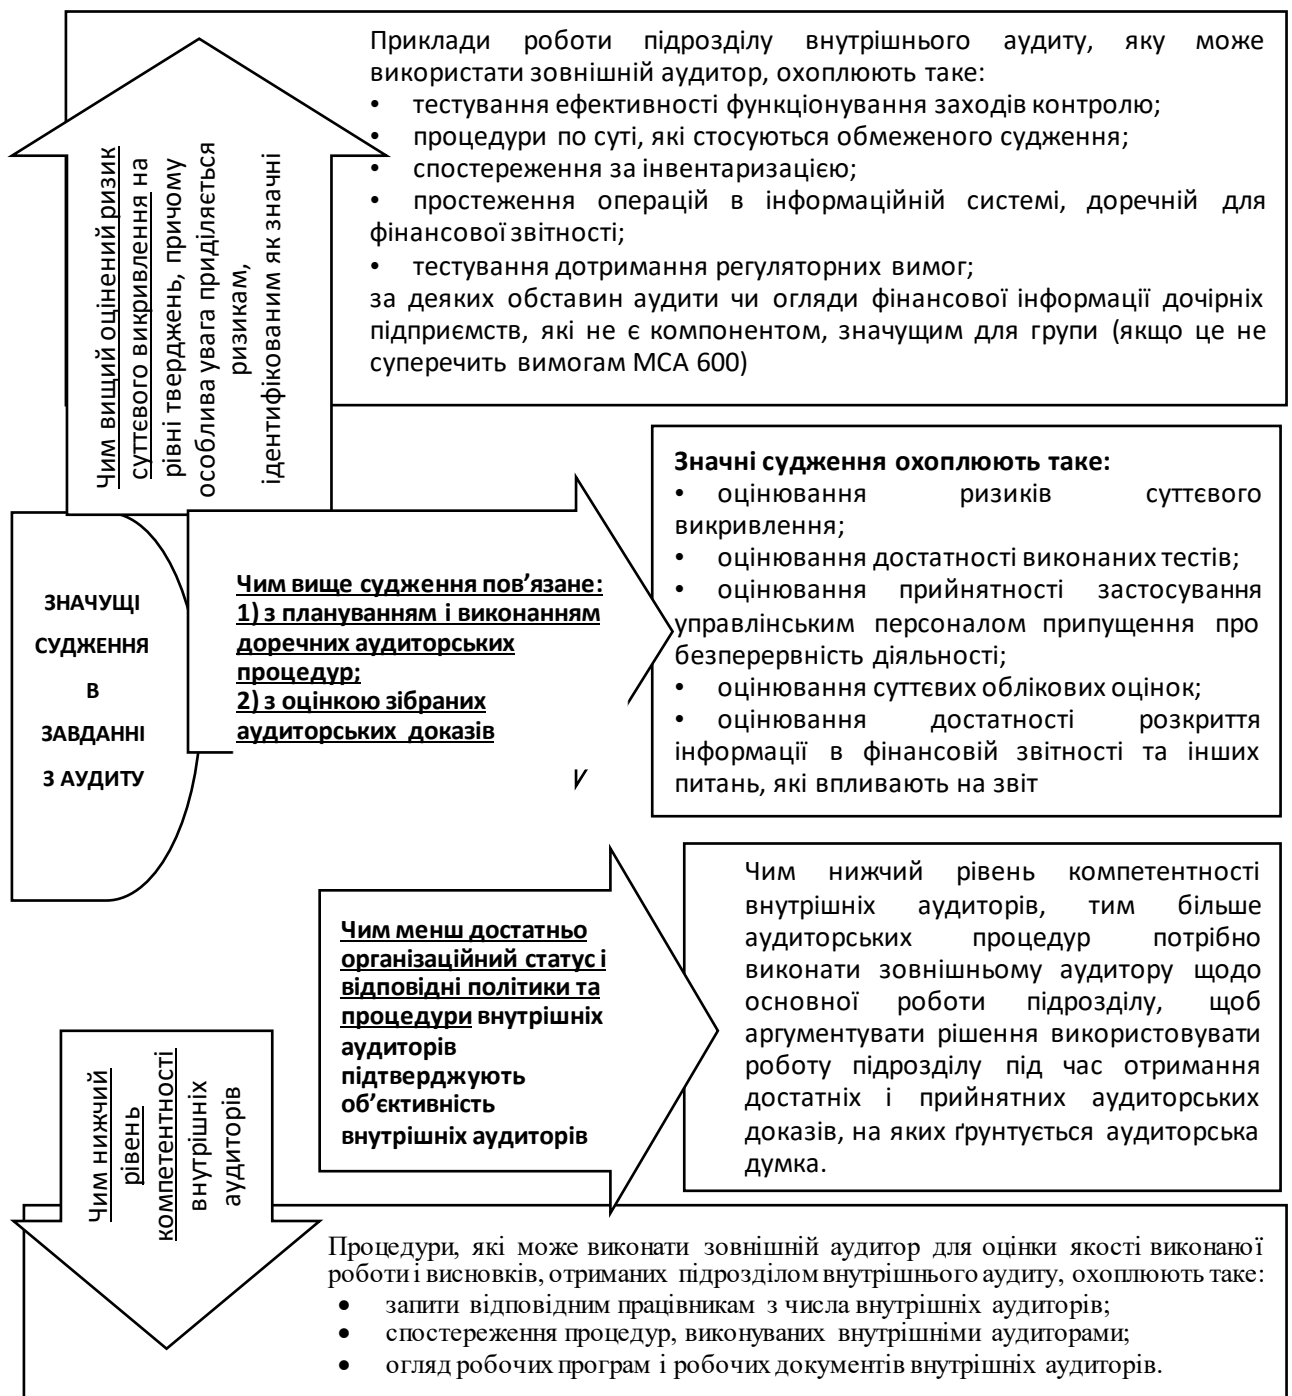 Приклади роботи підрозділу внутрішнього аудиту, яку може
використати зовнішній аудитор, охоплюють таке:
• тестування ефективності функціонування заходів контролю;
• процедури по суті, які стосуються обмеженого судження;
• спостереження за інвентаризацією;
• простеження операцій в інформаційній системі, доречній для
фінансової звітності;
• тестування дотримання регуляторних вимог;
за деяких обставин аудити чи огляди фінансової інформації дочірніх
підприємств, які не є компонентом, значущим для групи (якщо це не
суперечить вимогам МСА 600)
Чим вищий оцінений ризик
суттєвого викривлення на
рівні тверджень, причому
особлива увага приділяється
ризикам,
ідентифікованим як значні
ЗНАЧУЩІ
СУДЖЕННЯ
В
ЗАВДАННІ
З АУДИТУ
Чим вище судження пов’язане:
1) з плануванням і виконанням
доречних аудиторських
процедур;
2) з оцінкою зібраних
аудиторських доказів
Значні судження охоплюють таке:
• оцінювання ризиків суттєвого
викривлення;
• оцінювання достатності виконаних тестів;
• оцінювання прийнятності застосування
управлінським персоналом припущення про
безперервність діяльності;
• оцінювання суттєвих облікових оцінок;
• оцінювання достатності розкриття
інформації в фінансовій звітності та інших
питань, які впливають на звіт
Чим менш достатньо
організаційний статус і
відповідні політики та
процедури внутрішніх
аудиторів
підтверджують
об’єктивність
внутрішніх аудиторів
Чим нижчий рівень компетентності
внутрішніх аудиторів, тим більше
аудиторських процедур потрібно
виконати зовнішньому аудитору щодо
основної роботи підрозділу, щоб
аргументувати рішення використовувати
роботу підрозділу під час отримання
достатніх і прийнятних аудиторських
доказів, на яких ґрунтується аудиторська
думка.
Чим нижчий
рівень
компетентності
внутрішніх
аудиторів
Процедури, які може виконати зовнішній аудитор для оцінки якості виконаної
роботи і висновків, отриманих підрозділом внутрішнього аудиту, охоплюють таке:
• запити відповідним працівникам з числа внутрішніх аудиторів;
• спостереження процедур, виконуваних внутрішніми аудиторами;
• огляд робочих програм і робочих документів внутрішніх аудиторів.